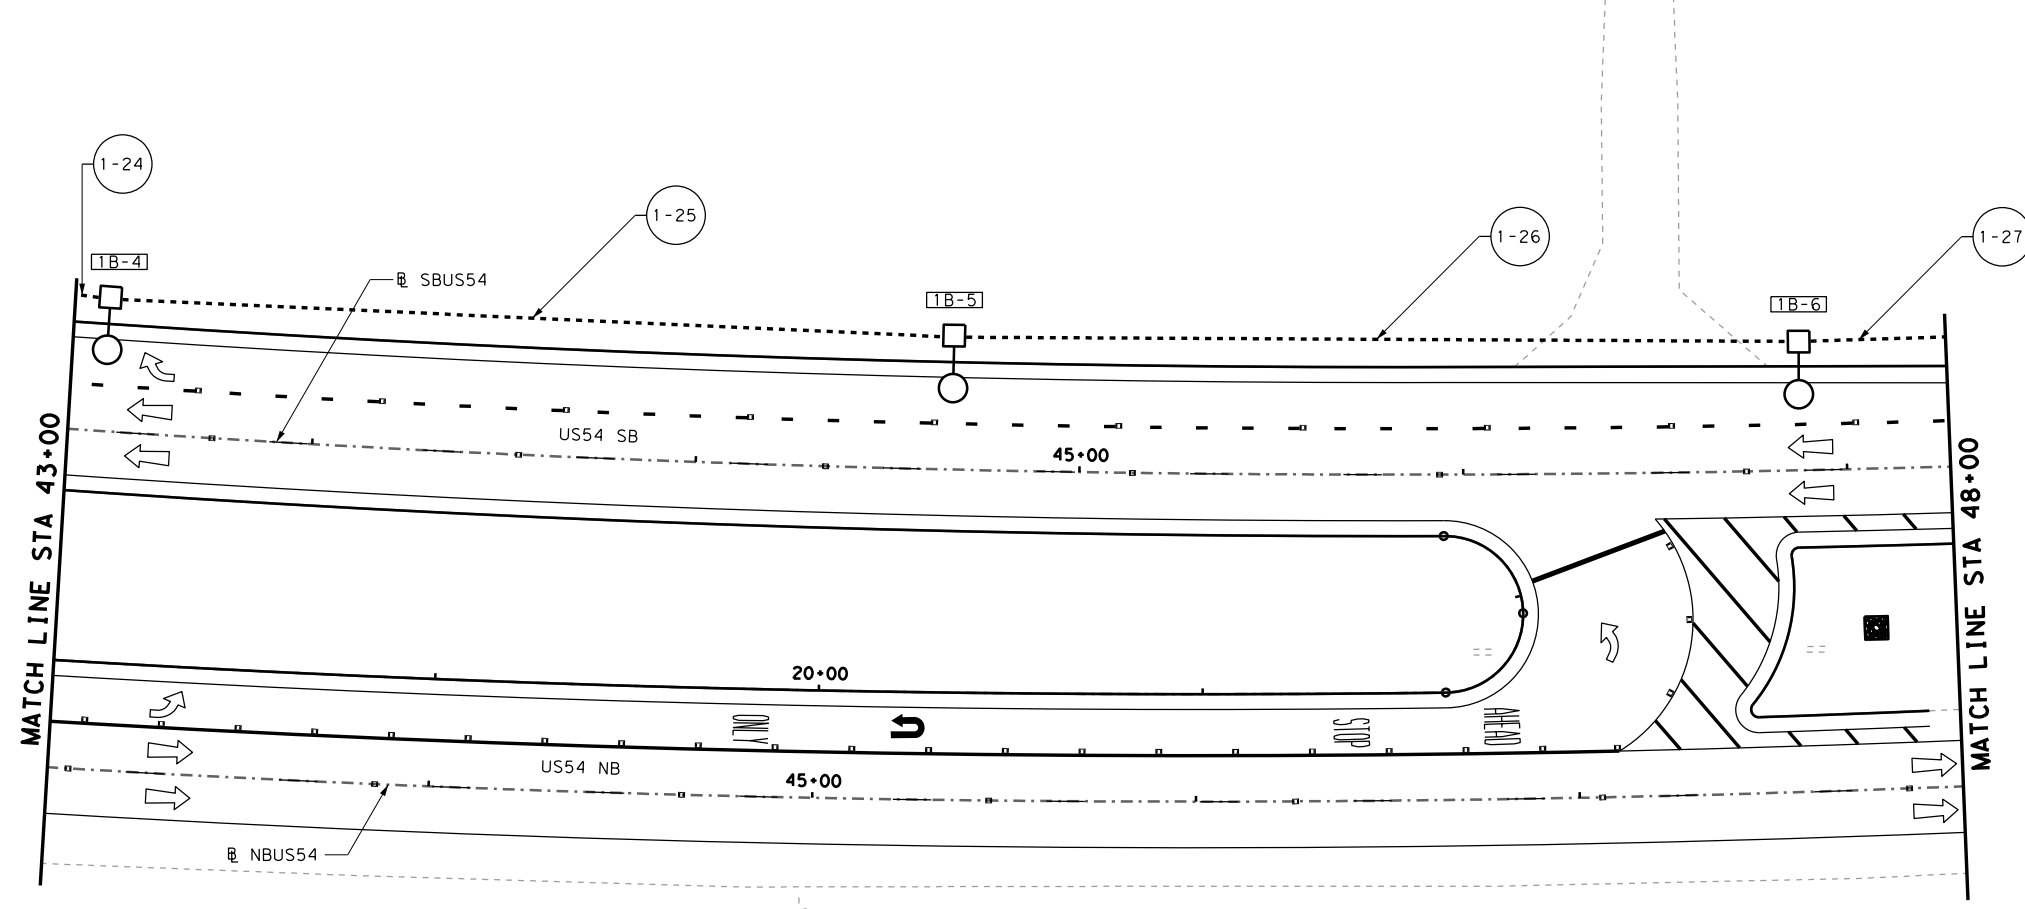 1-24
1-25
1-26
1-27
1B-4
1B-5
1B-6
℄ SBUS54
US54 SB
45+00
MATCH LINE STA 43+00
MATCH LINE STA 48+00
20+00
ONLY
STOP
AHEAD
US54 NB
45+00
℄ NBUS54